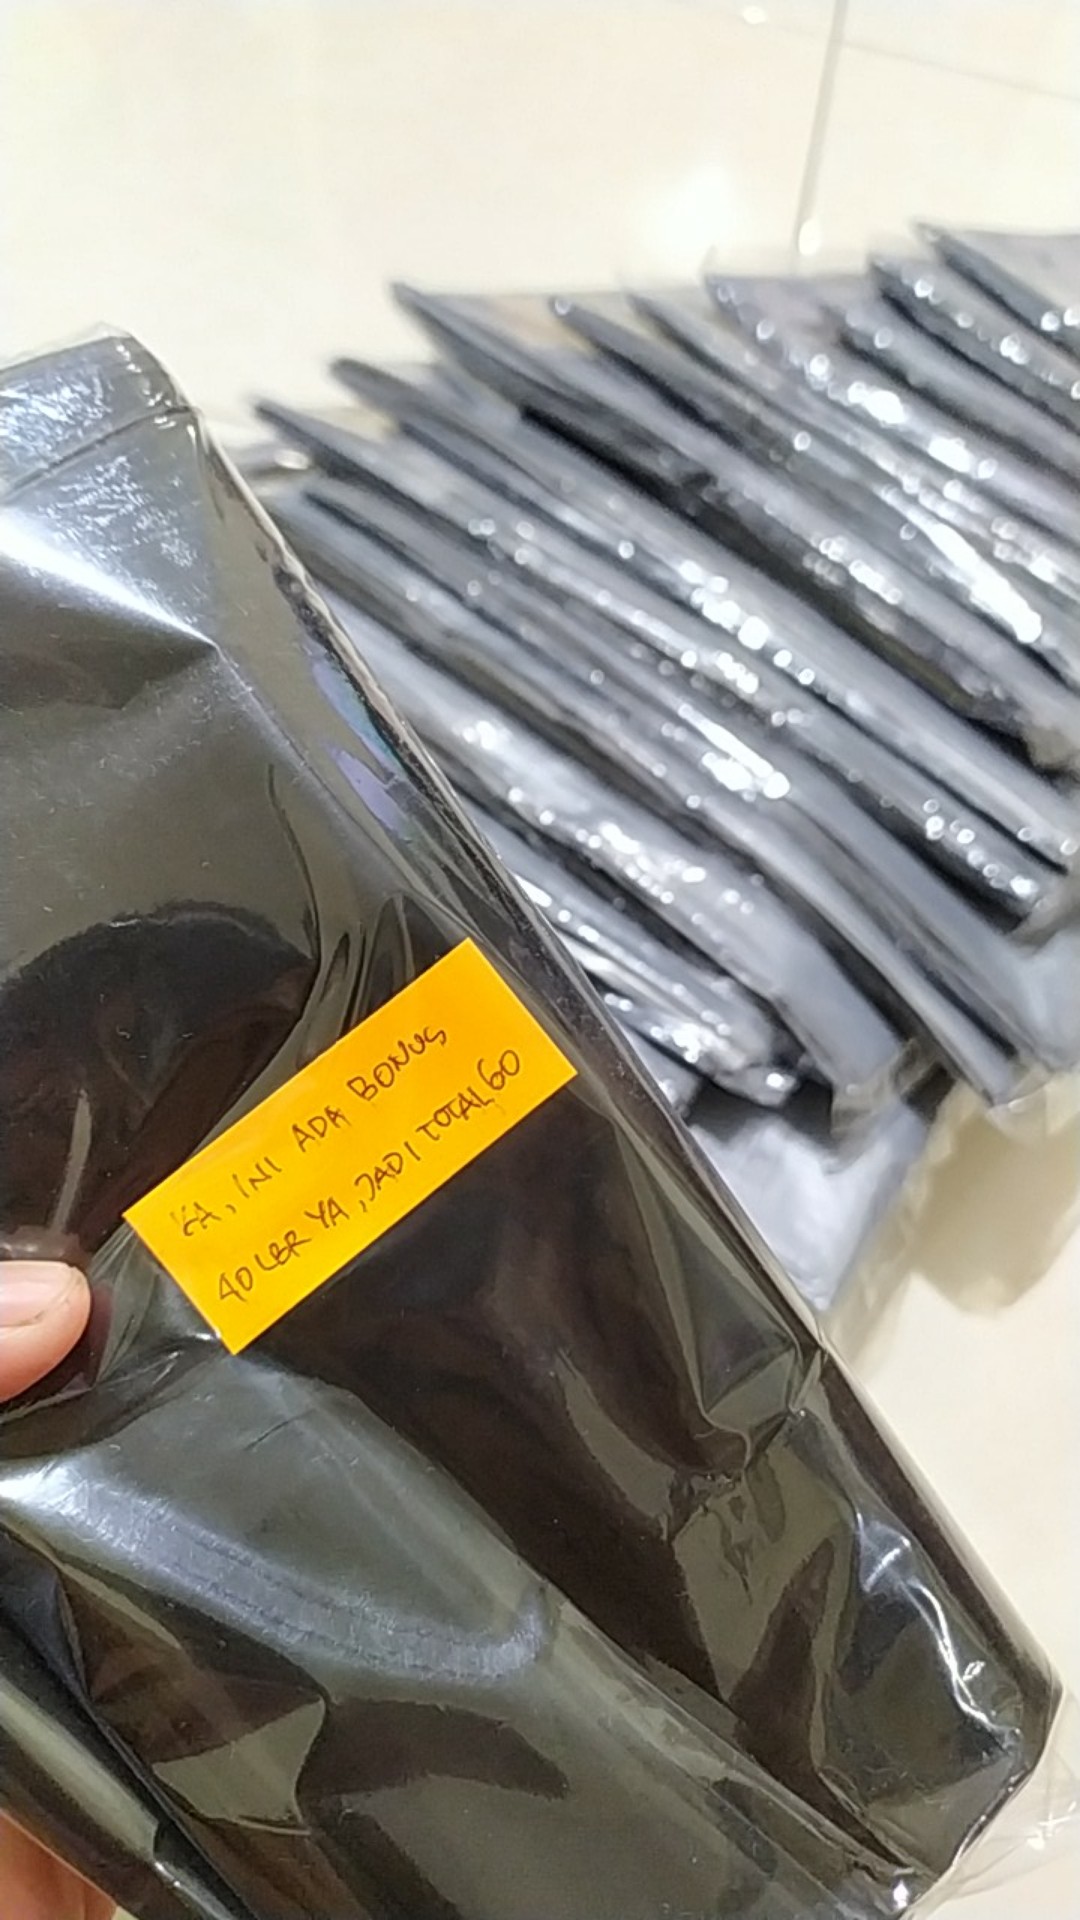 KA, INI ADA BONUS
40 LBR YA, JADI TOTAL 60